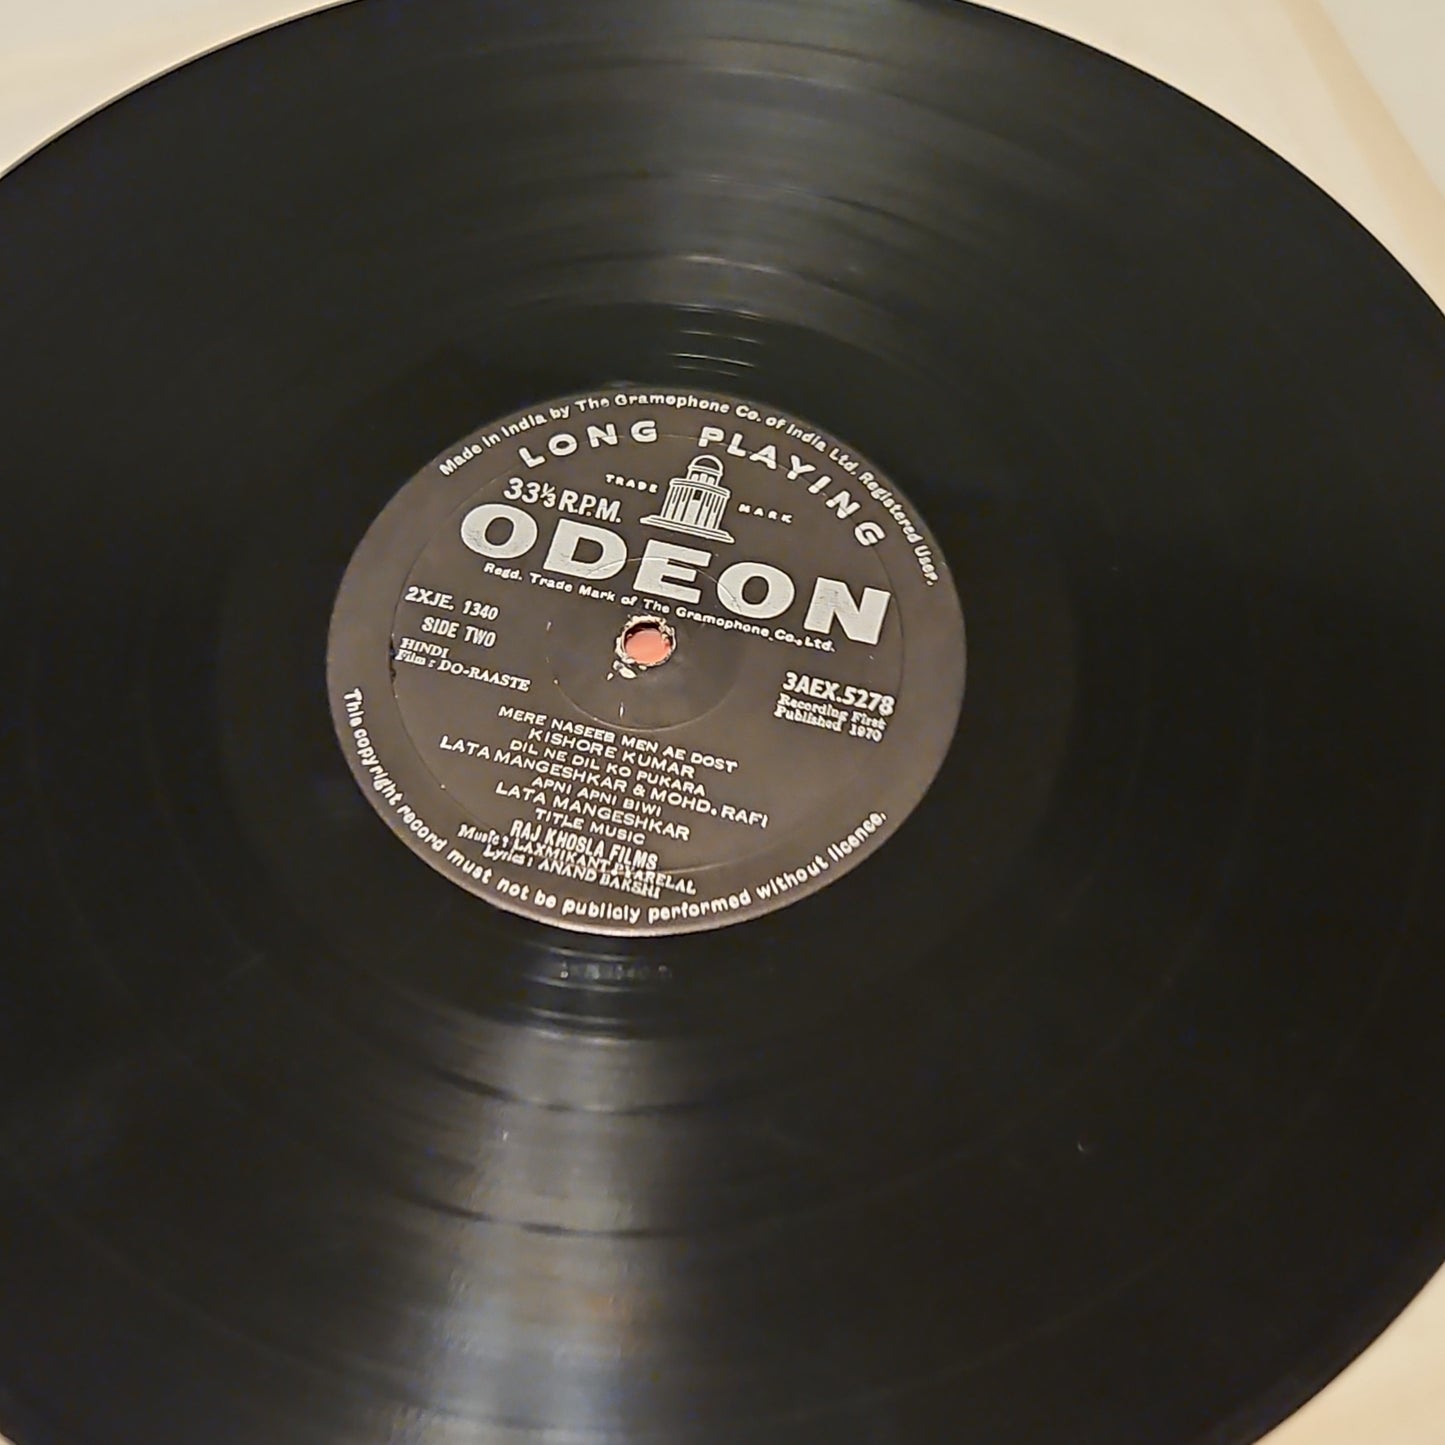 Made in India by The Gramophone Co. of India Ltd. Registered User.
LONG PLAYING
TRADE MARK
33⅓ R.P.M.
ODEON
Regd. Trade Mark of The Gramophone Co., Ltd.
2XJE. 1340
SIDE TWO
HINDI
Film : DO-RAASTE
3AEX.5278
Recording First
Published 1970
MERE NASEEB MEN AE DOST
KISHORE KUMAR
DIL NE DIL KO PUKARA
LATA MANGESHKAR & MOHD. RAFI
APNI APNI BIWI
LATA MANGESHKAR
TITLE MUSIC
RAJ KHOSLA FILMS
Music : LAXMIKANT PYARELAL
Lyrics : ANAND BAKSHI
This copyright record must not be publicly performed without licence.